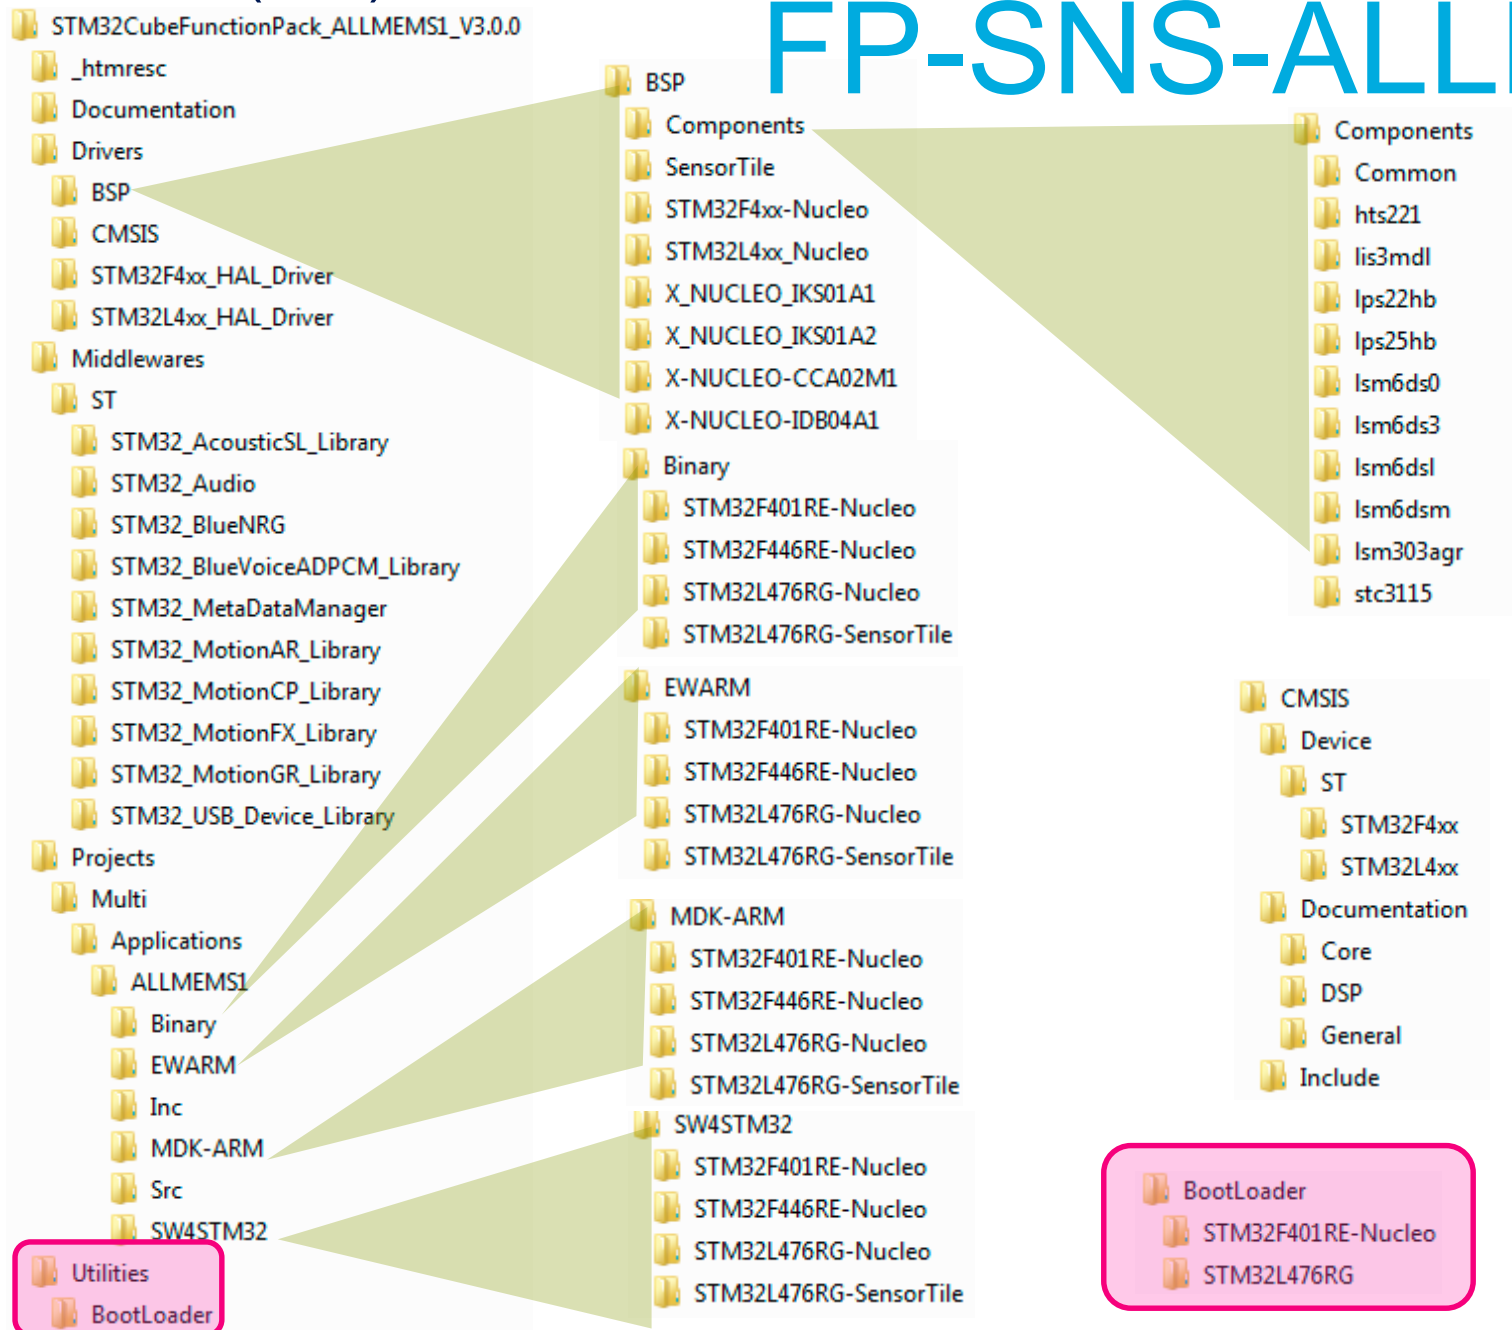 FP-SNS-ALL
STM32CubeFunctionPack_ALLMEMS1_V3.0.0
_htmresc
Documentation
Drivers
BSP
CMSIS
STM32F4xx_HAL_Driver
STM32L4xx_HAL_Driver
Middlewares
ST
STM32_AcousticSL_Library
STM32_Audio
STM32_BlueNRG
STM32_BlueVoiceADPCM_Library
STM32_MetaDataManager
STM32_MotionAR_Library
STM32_MotionCP_Library
STM32_MotionFX_Library
STM32_MotionGR_Library
STM32_USB_Device_Library
Projects
Multi
Applications
ALLMEMS1
Binary
EWARM
Inc
MDK-ARM
Src
SW4STM32
Utilities
BootLoader
BSP
Components
SensorTile
STM32F4xx-Nucleo
STM32L4xx_Nucleo
X_NUCLEO_IKS01A1
X_NUCLEO_IKS01A2
X-NUCLEO-CCA02M1
X-NUCLEO-IDB04A1
Binary
STM32F401RE-Nucleo
STM32F446RE-Nucleo
STM32L476RG-Nucleo
STM32L476RG-SensorTile
EWARM
STM32F401RE-Nucleo
STM32F446RE-Nucleo
STM32L476RG-Nucleo
STM32L476RG-SensorTile
MDK-ARM
STM32F401RE-Nucleo
STM32F446RE-Nucleo
STM32L476RG-Nucleo
STM32L476RG-SensorTile
SW4STM32
STM32F401RE-Nucleo
STM32F446RE-Nucleo
STM32L476RG-Nucleo
STM32L476RG-SensorTile
Components
Common
hts221
lis3mdl
lps22hb
lps25hb
lsm6ds0
lsm6ds3
lsm6dsl
lsm6dsm
lsm303agr
stc3115
CMSIS
Device
ST
STM32F4xx
STM32L4xx
Documentation
Core
DSP
General
Include
BootLoader
STM32F401RE-Nucleo
STM32L476RG